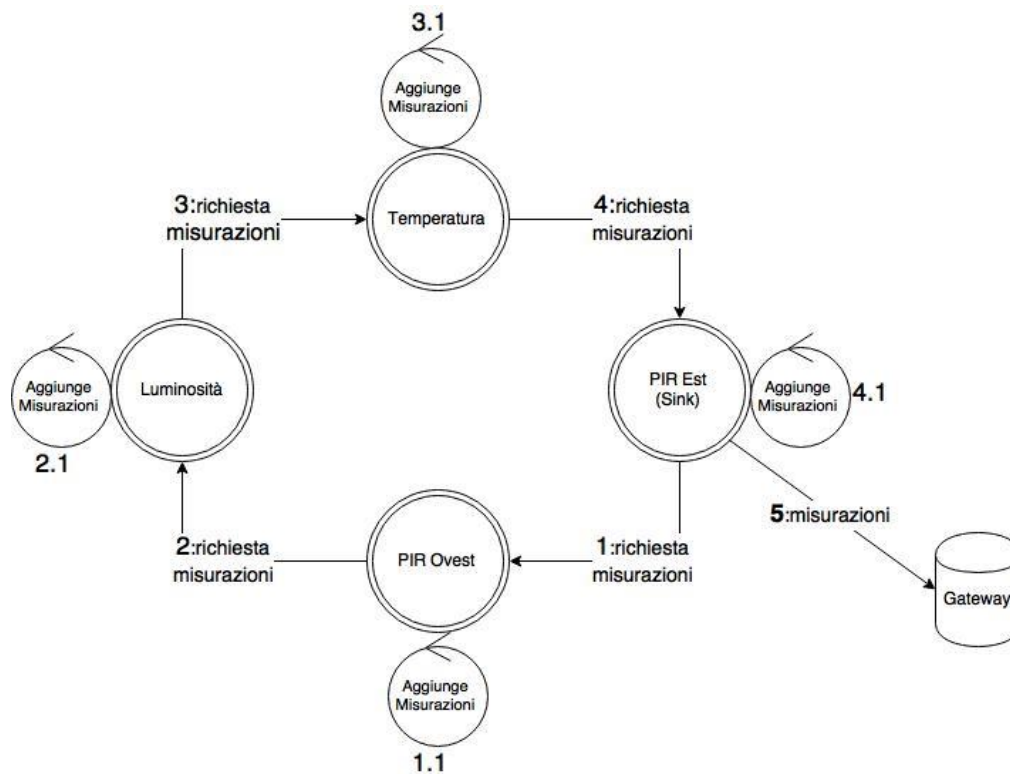 3.1
Aggiunge
Misurazioni
3:richiesta
misurazioni
Temperatura
4:richiesta
misurazioni
Aggiunge
Misurazioni
2.1
Luminosità
PIR Est
(Sink)
Aggiunge
Misurazioni
4.1
2:richiesta
misurazioni
PIR Ovest
1:richiesta
misurazioni
5:misurazioni
Gateway
Aggiunge
Misurazioni
1.1